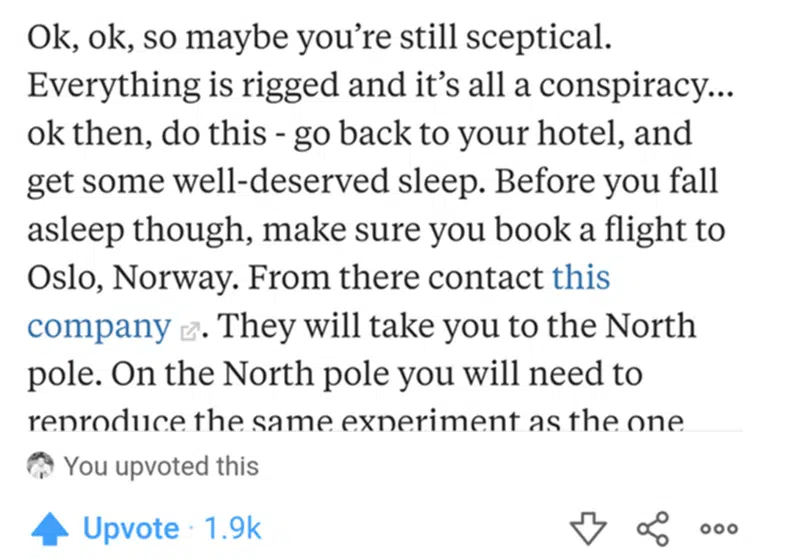 Ok, ok, so maybe you’re still sceptical.
Everything is rigged and it’s all a conspiracy...
ok then, do this - go back to your hotel, and
get some well-deserved sleep. Before you fall
asleep though, make sure you book a flight to
Oslo, Norway. From there contact this
company. They will take you to the North
pole. On the North pole you will need to
reproduce the same experiment as the one
You upvoted this
Upvote · 1.9k